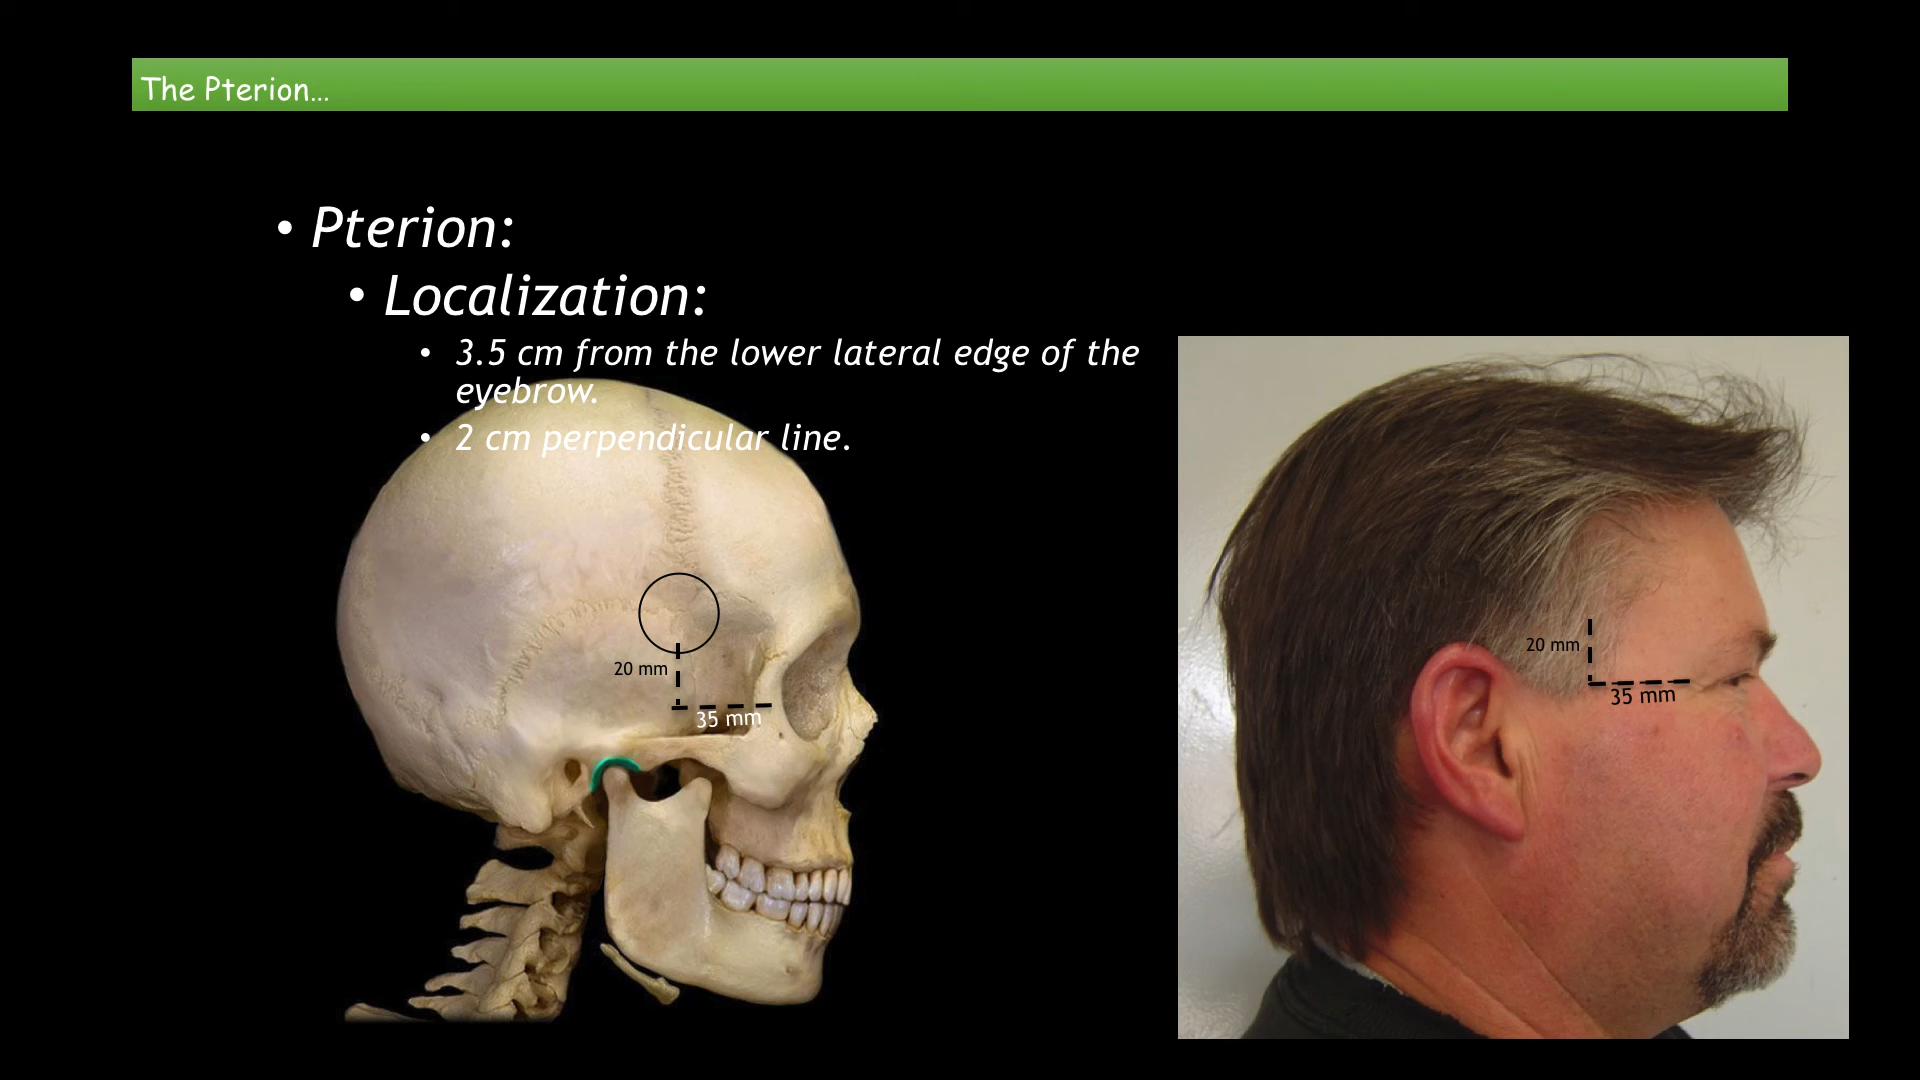 The Pterion...
• Pterion:
• Localization:
• 3.5 cm from the lower lateral edge of the
eyebrow.
• 2 cm perpendicular line.
20 mm
35 mm
20 mm
35 mm